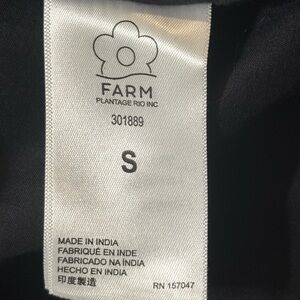 FARM
PLANTAGE RIO INC
301889
S
MADE IN INDIA
FABRIQUÉ EN INDE
FABRICADO NA ÍNDIA
HECHO EN INDIA
印度製造
RN 157047